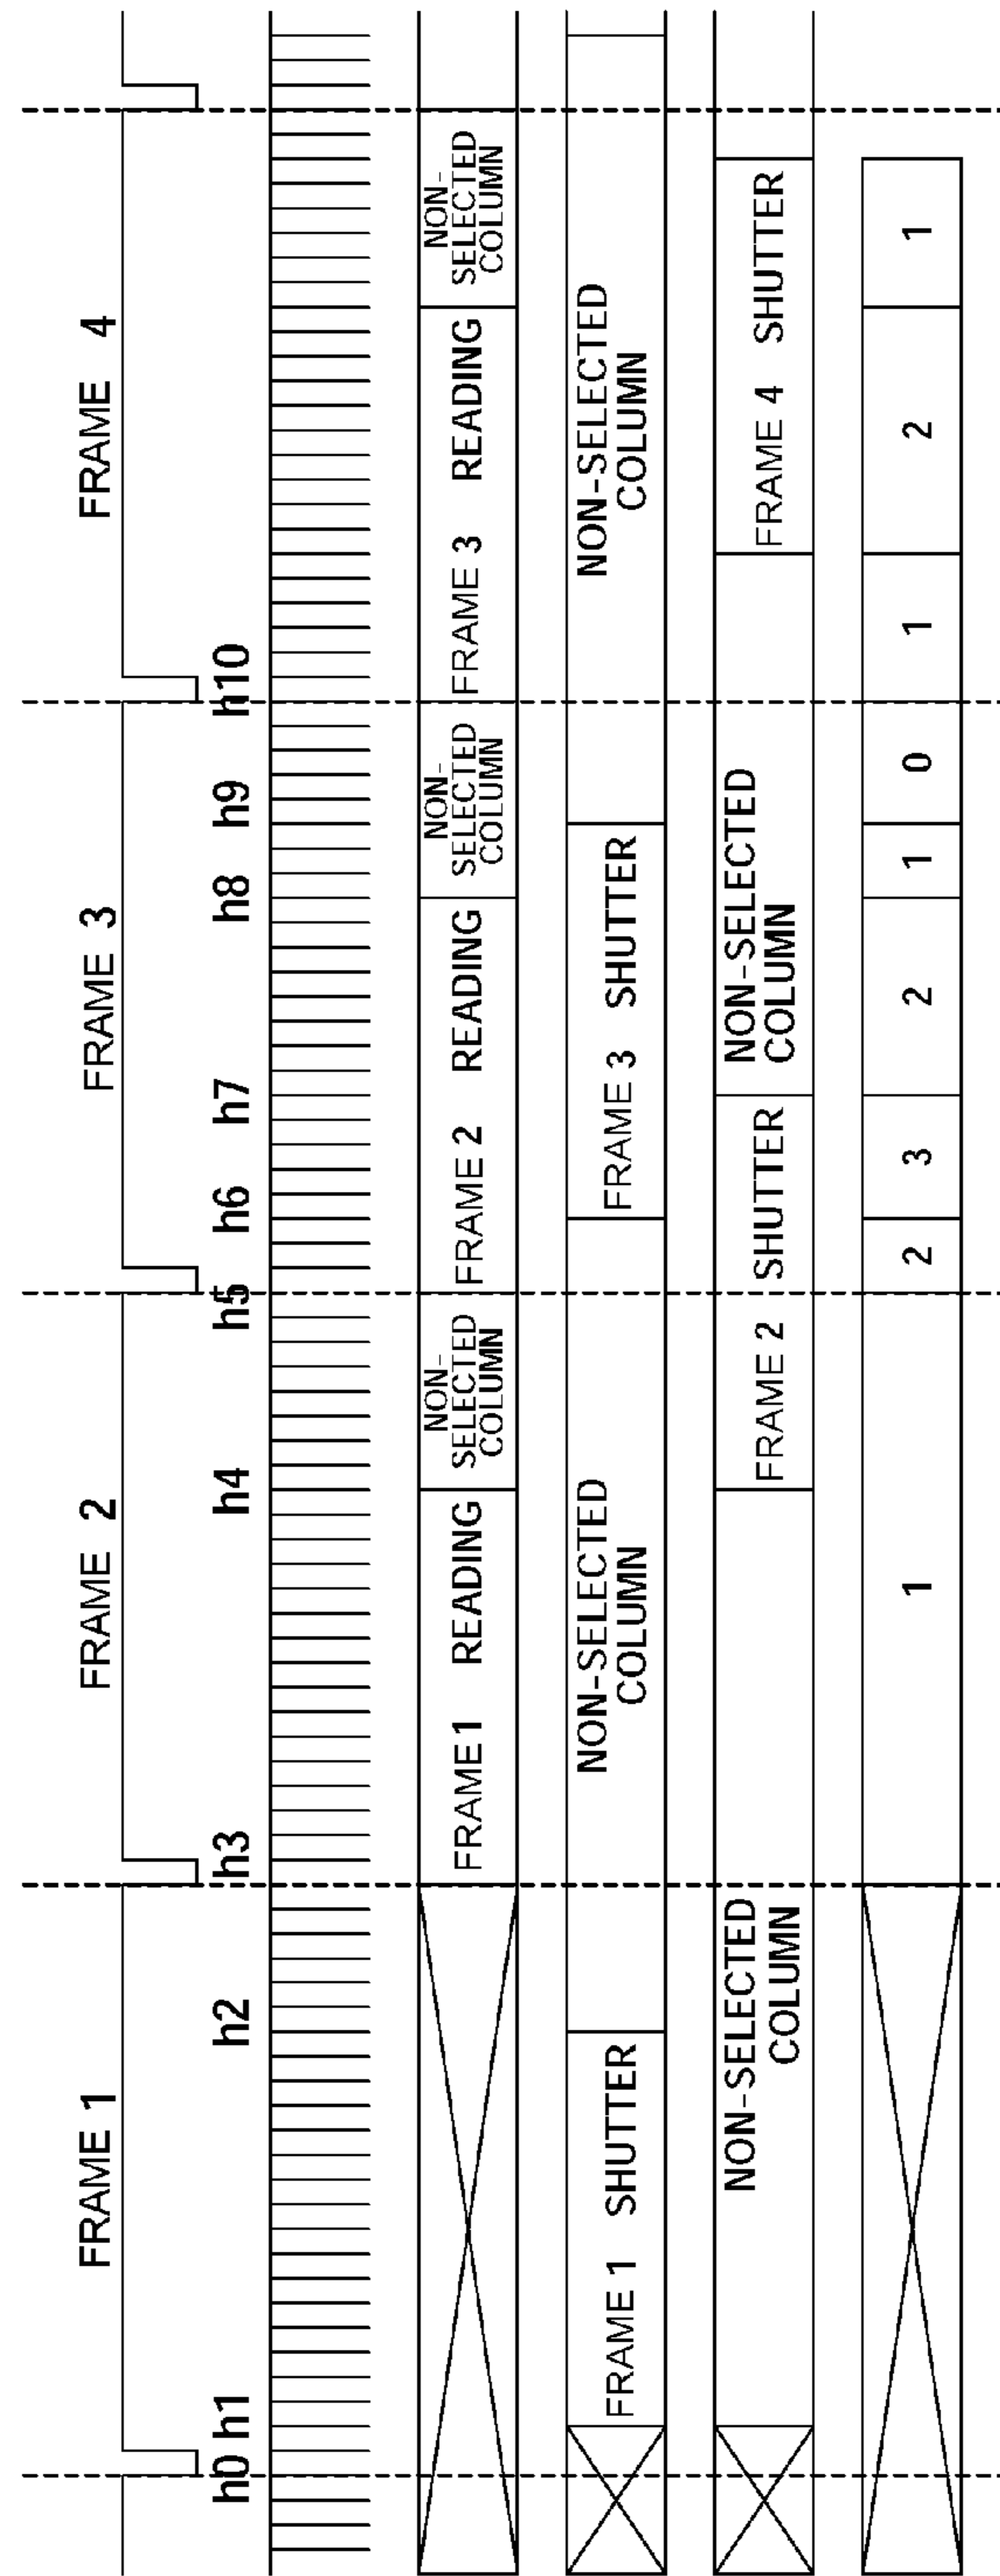 FRAME 1
FRAME 2
FRAME 3
FRAME 4
h0
h1
h2
h3
h4
h5
h6
h7
h8
h9
h10
FRAME 1 READING
NON-
SELECTED
COLUMN
FRAME 2 READING
NON-
SELECTED
COLUMN
FRAME 3 READING
NON-
SELECTED
COLUMN
FRAME 1 SHUTTER
NON-SELECTED
COLUMN
FRAME 3 SHUTTER
NON-SELECTED
COLUMN
NON-SELECTED
COLUMN
FRAME 2 SHUTTER
NON-SELECTED
COLUMN
FRAME 4 SHUTTER
1
2
3
2
1
0
1
2
1